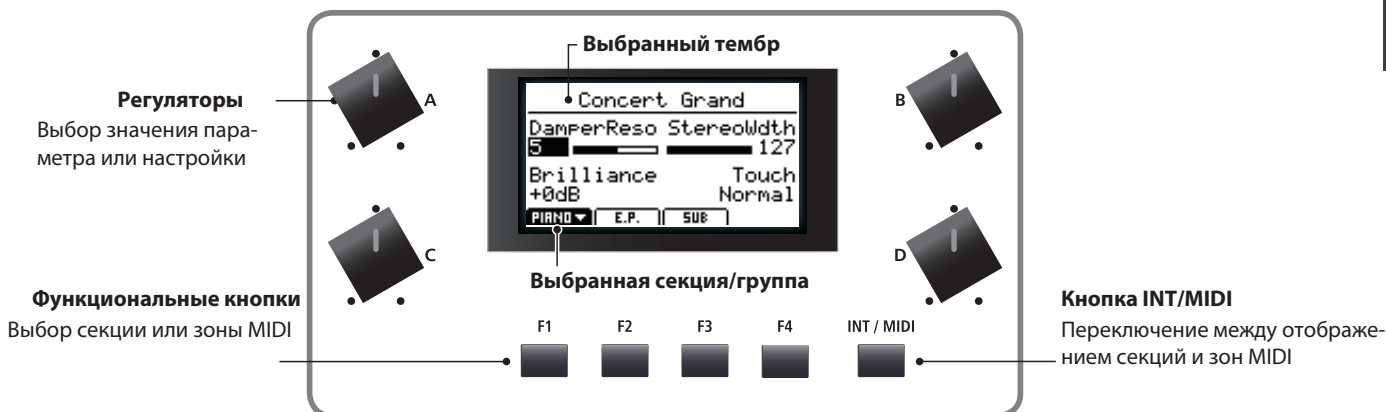 Выбранный тембр
Регуляторы
Выбор значения пара-
метра или настройки
A
B
Concert Grand
DamperReso StereoWdth
5 127
Brilliance Touch
+0dB Normal
PIANO E.P. SUB
C
D
Выбранная секция/группа
Функциональные кнопки
Выбор секции или зоны MIDI
F1 F2 F3 F4 INT / MIDI
Кнопка INT/MIDI
Переключение между отображе-
нием секций и зон MIDI